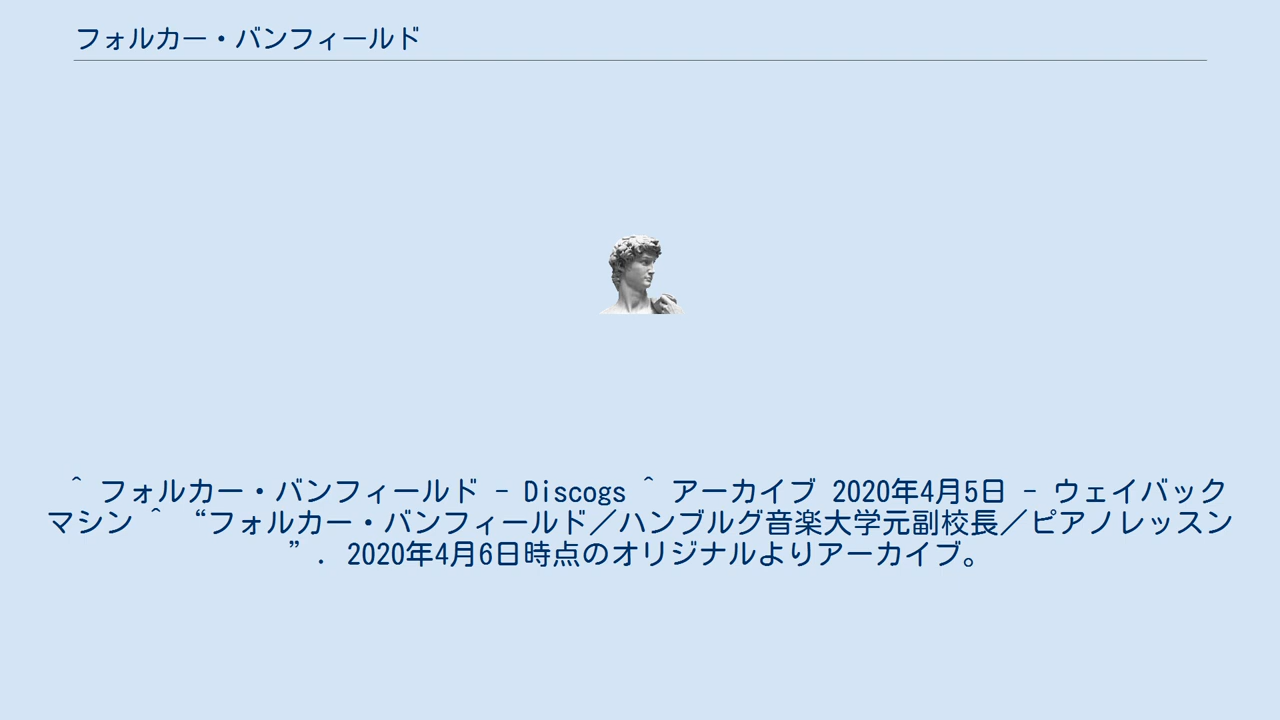 フォルカー・バンフィールド
^ フォルカー・バンフィールド - Discogs ^ アーカイブ 2020年4月5日 - ウェイバック
マシン ^ “フォルカー・バンフィールド／ハンブルグ音楽大学元副校長／ピアノレッスン
”. 2020年4月6日時点のオリジナルよりアーカイブ。